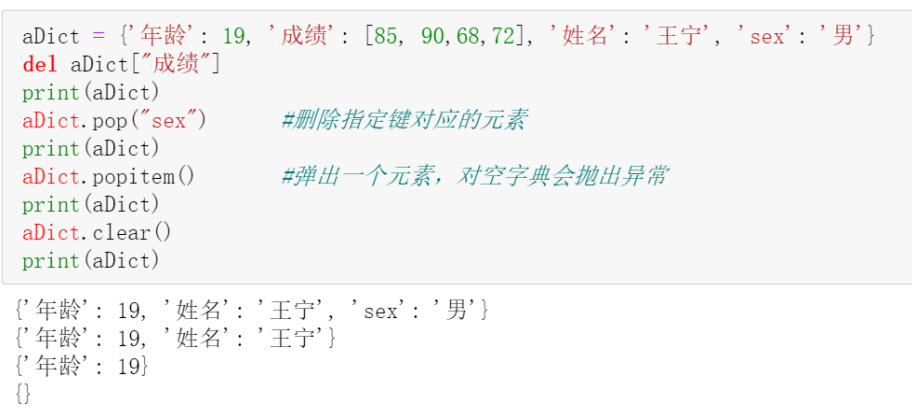 aDict = {'年龄': 19, '成绩': [85, 90,68,72], '姓名': '王宁', 'sex': '男'}
del aDict["成绩"]
print(aDict)
aDict.pop("sex")      #删除指定键对应的元素
print(aDict)
aDict.popitem()       #弹出一个元素，对空字典会抛出异常
print(aDict)
aDict.clear()
print(aDict)
{'年龄': 19, '姓名': '王宁', 'sex': '男'}
{'年龄': 19, '姓名': '王宁'}
{'年龄': 19}
{}